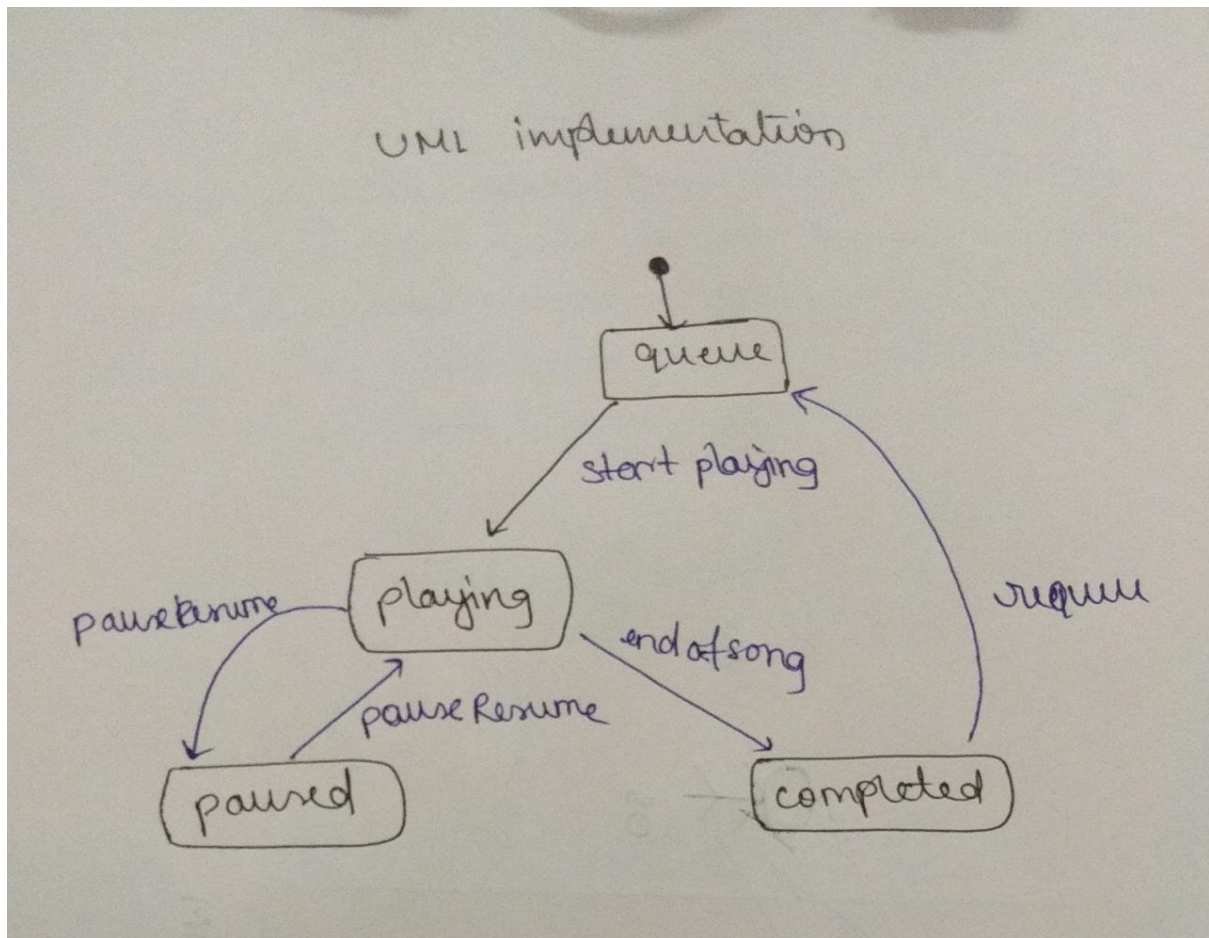 UML implementation
queue
start playing
playing
pauseResume
endofsong
requeue
pauseResume
paused
completed